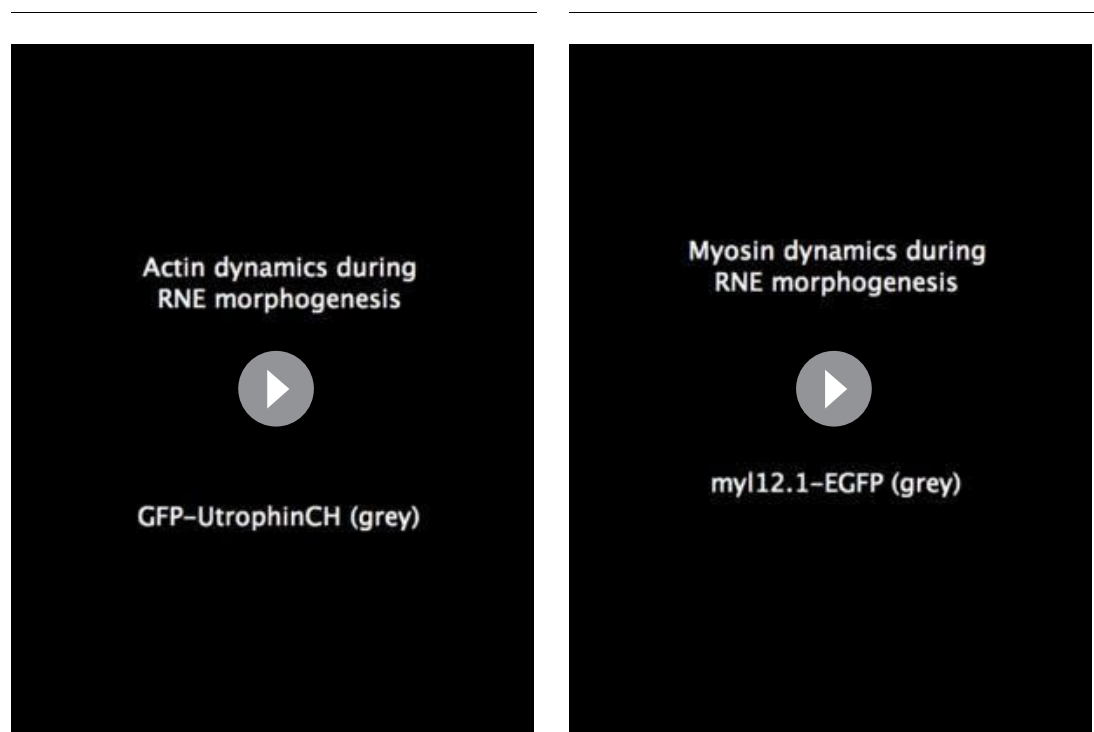 Actin dynamics during
RNE morphogenesis
GFP-UtrophinCH (grey)
Myosin dynamics during
RNE morphogenesis
myl12.1-EGFP (grey)